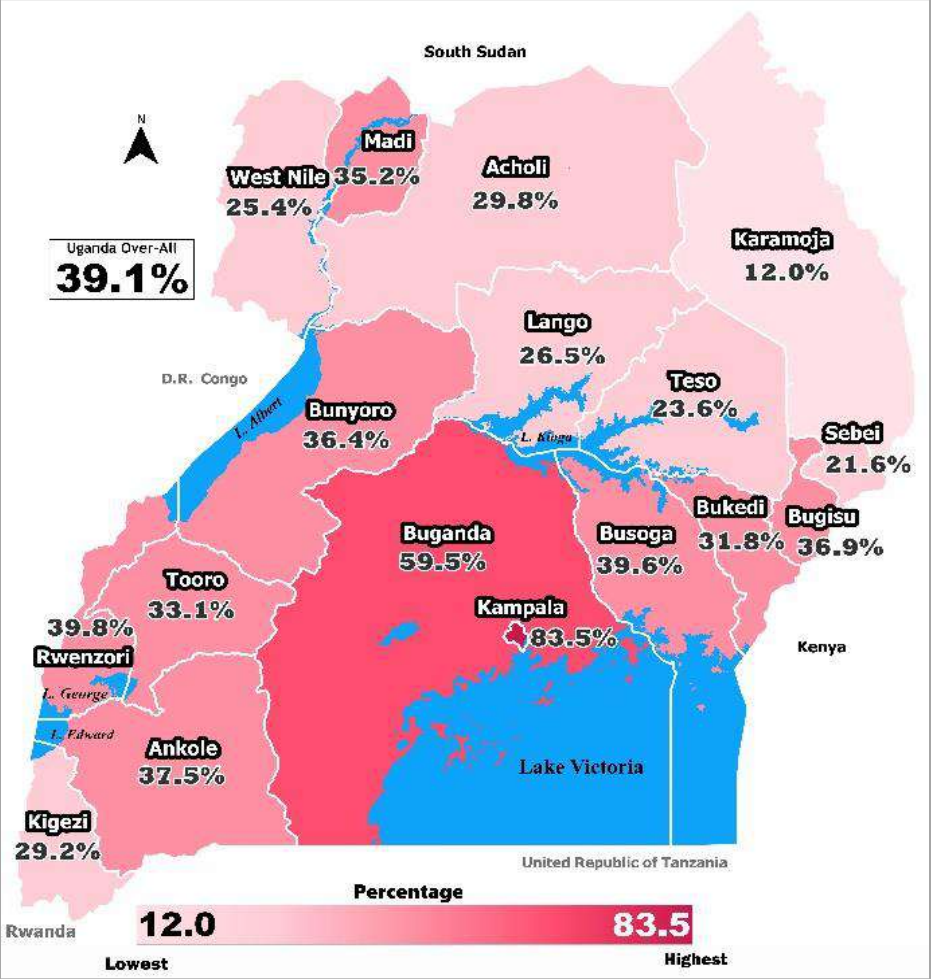 South Sudan
N
Madi
35.2%
West Nile
25.4%
Acholi
29.8%
Karamoja
12.0%
Uganda Over-All
39.1%
Lango
26.5%
D.R. Congo
Teso
23.6%
L. Albert
Bunyoro
36.4%
L. Kioga
Sebei
21.6%
Bukedi
31.8%
Bugisu
36.9%
Buganda
59.5%
Busoga
39.6%
Tooro
33.1%
Kampala
83.5%
39.8%
Rwenzori
Kenya
L. George
L. Edward
Ankole
37.5%
Lake Victoria
Kigezi
29.2%
United Republic of Tanzania
Percentage
Rwanda
12.0
83.5
Lowest
Highest